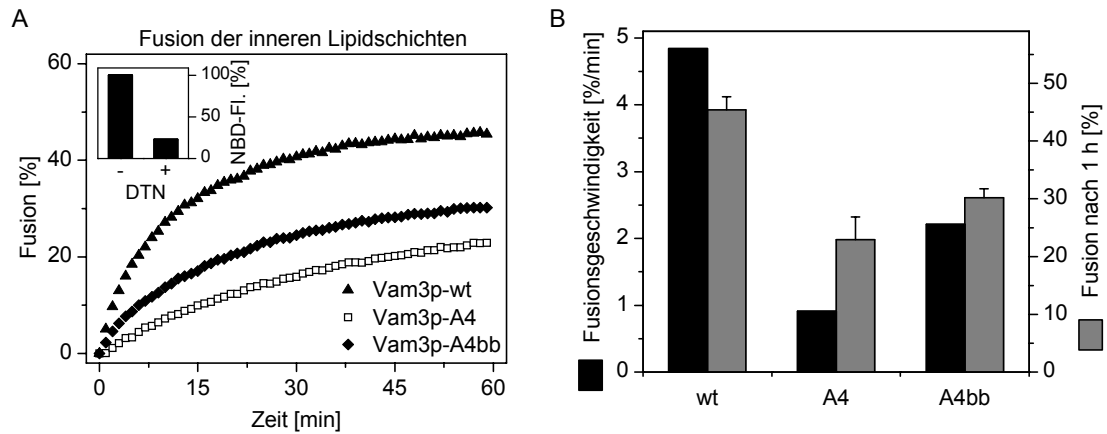 A
Fusion der inneren Lipidschichten
Fusion [%]
60
40
20
0
0
15
30
45
60
Zeit [min]
100
50
0
NBD-Fl. [%]
-
+
DTN
Vam3p-wt
Vam3p-A4
Vam3p-A4bb
B
Fusionsgeschwindigkeit [%/min]
5
4
3
2
1
0
wt
A4
A4bb
50
40
30
20
10
0
Fusion nach 1 h [%]